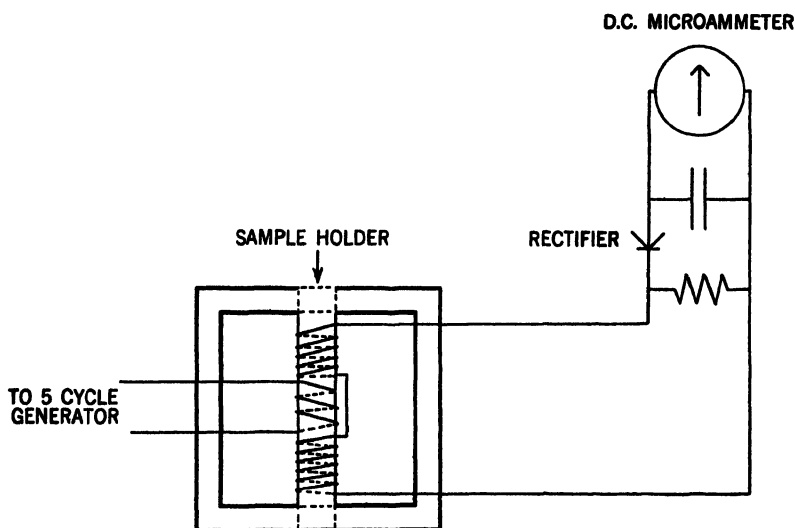 D.C. MICROAMMETER
RECTIFIER
SAMPLE HOLDER
TO 5 CYCLE
GENERATOR